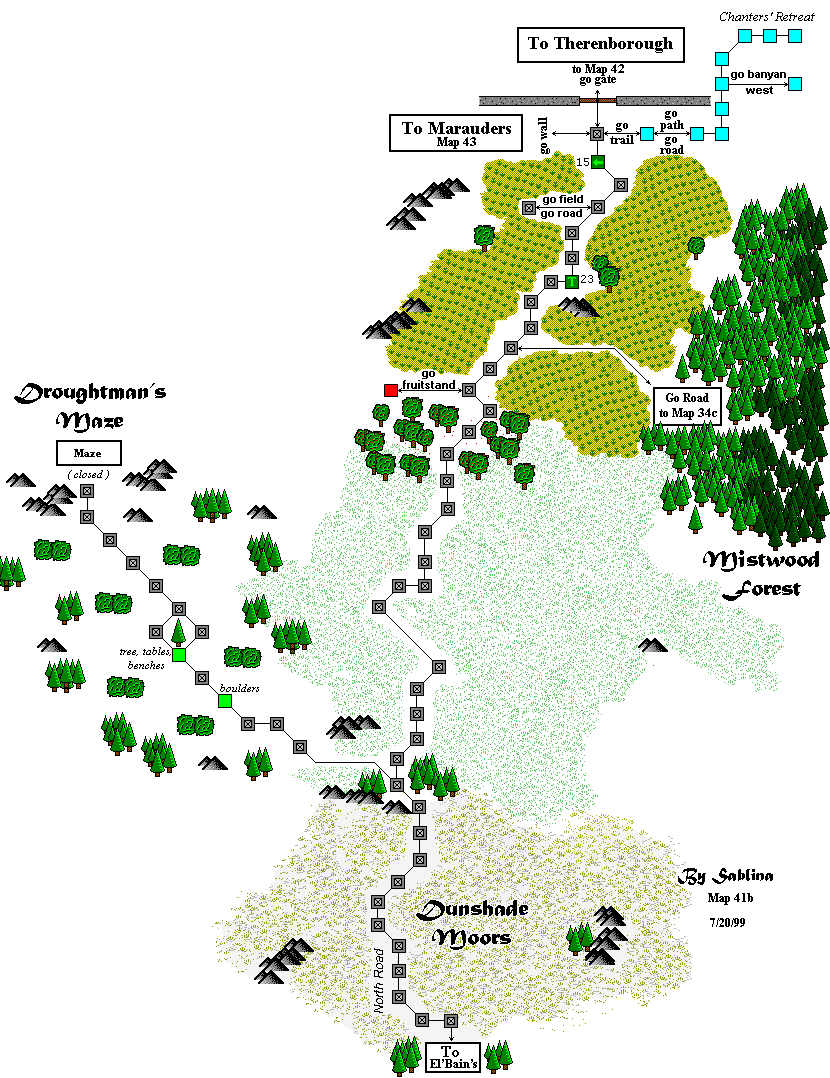 Chanters' Retreat
To Therenborough
to Map 42
go gate
go banyan
west
To Marauders
Map 43
go wall
go
trail
go
path
go
road
15
go field
go road
23
go
fruitstand
Go Road
to Map 34c
Droughtman's
Maze
Maze
(closed)
Mistwood
Forest
tree, tables,
benches
boulders
By Sablina
Map 41b
7/20/99
Dunshade
Moors
North Road
To
El'Bain's